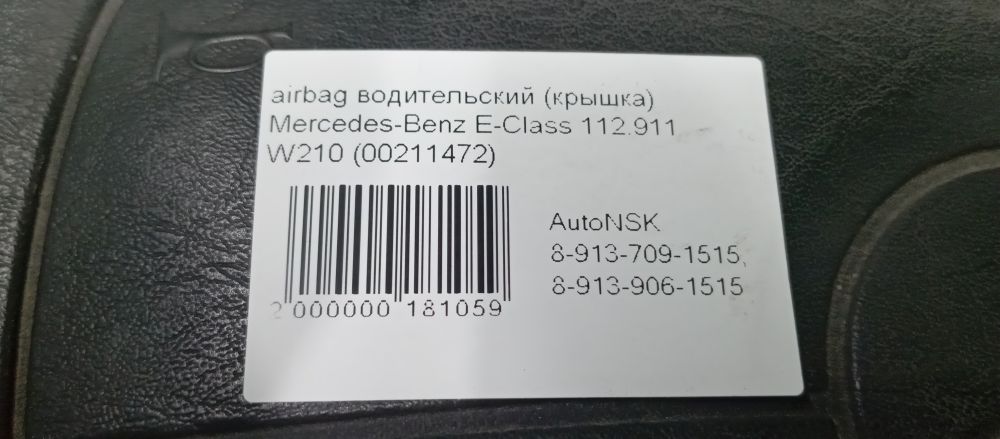 airbag водительский (крышка)
Mercedes-Benz E-Class 112.911
W210 (00211472)
AutoNSK
8-913-709-1515,
8-913-906-1515
2 000000 181059